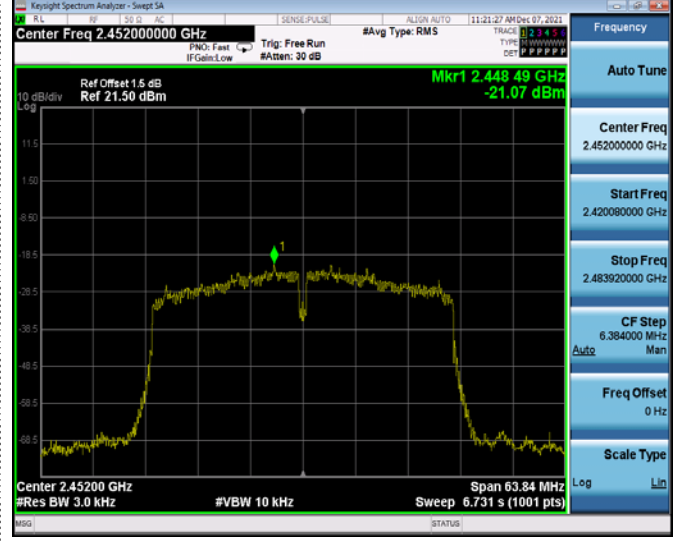 Keysight Spectrum Analyzer - Swept SA
RL RF 50 Ω AC SENSE:PULSE ALIGN AUTO 11:21:27 AM Dec 07, 2021
Center Freq 2.452000000 GHz
PNO: Fast
IFGain:Low
Trig: Free Run
#Atten: 30 dB
#Avg Type: RMS
TRACE 1 2 3 4 5 6
TYPE M W W W W W
DET P P P P P P
Ref Offset 1.5 dB
Ref 21.50 dBm
10 dB/div
Log
Mkr1 2.448 49 GHz
-21.07 dBm
11.5
1.50
-8.50
-18.5
-28.5
-38.5
-48.5
-58.5
-68.5
1
Center 2.45200 GHz
#Res BW 3.0 kHz
#VBW 10 kHz
Span 63.84 MHz
Sweep 6.731 s (1001 pts)
MSG
STATUS
Frequency
Auto Tune
Center Freq
2.452000000 GHz
Start Freq
2.420080000 GHz
Stop Freq
2.483920000 GHz
CF Step
6.384000 MHz
Auto Man
Freq Offset
0 Hz
Scale Type
Log Lin